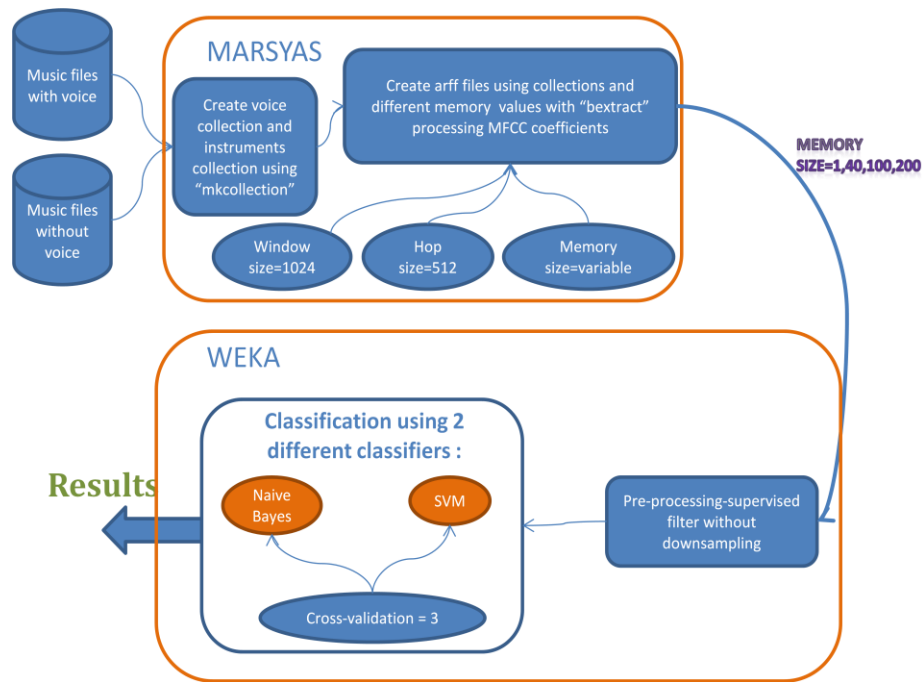 MARSYAS
Music files
with voice
Create voice
collection and
instruments
collection using
“mkcollection”
Create arff files using collections and
different memory values with “bextract”
processing MFCC coefficients
MEMORY
SIZE=1,40,100,200
Music files
without
voice
Window
size=1024
Hop
size=512
Memory
size=variable
WEKA
Classification using 2
different classifiers :
Results
Naive
Bayes
SVM
Pre-processing-supervised
filter without
downsampling
Cross-validation = 3